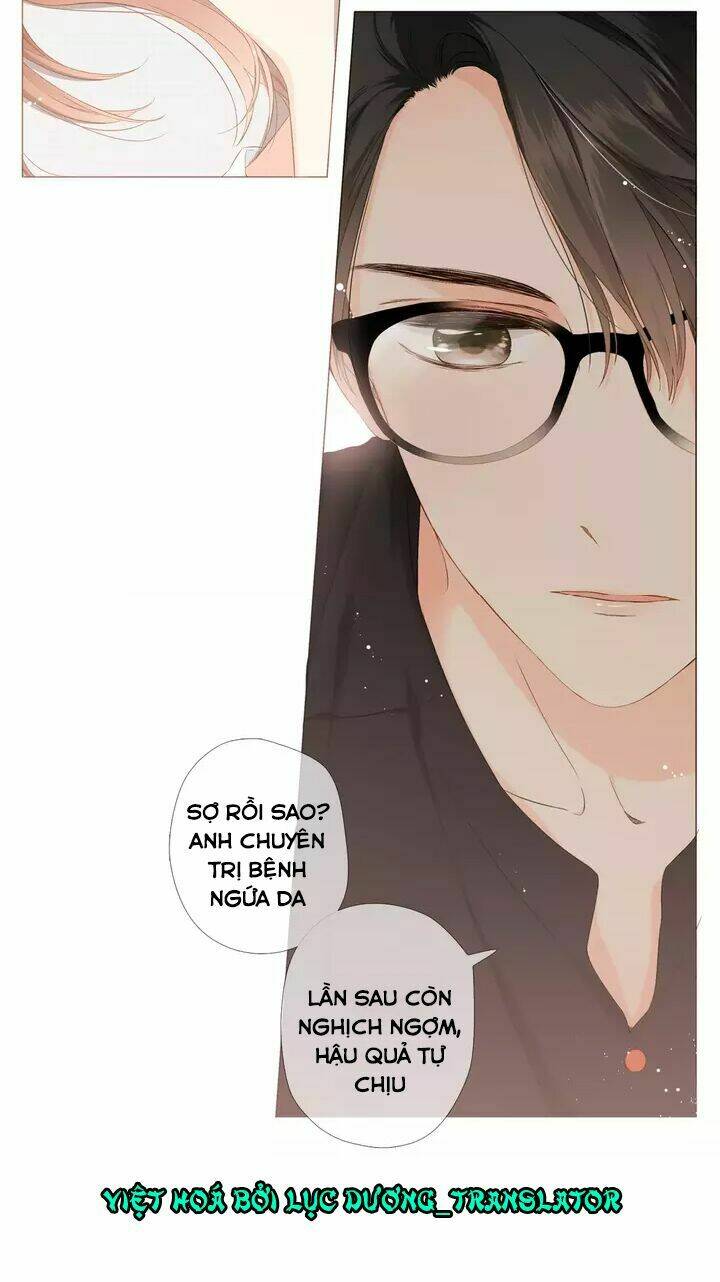 SỢ RỒI SAO?
ANH CHUYÊN
TRỊ BỆNH
NGỨA DA
LẦN SAU CÒN
NGHỊCH NGỢM,
HẬU QUẢ TỰ
CHỊU
VIỆT HOÁ BỞI LỤC DƯƠNG_TRANSLATOR